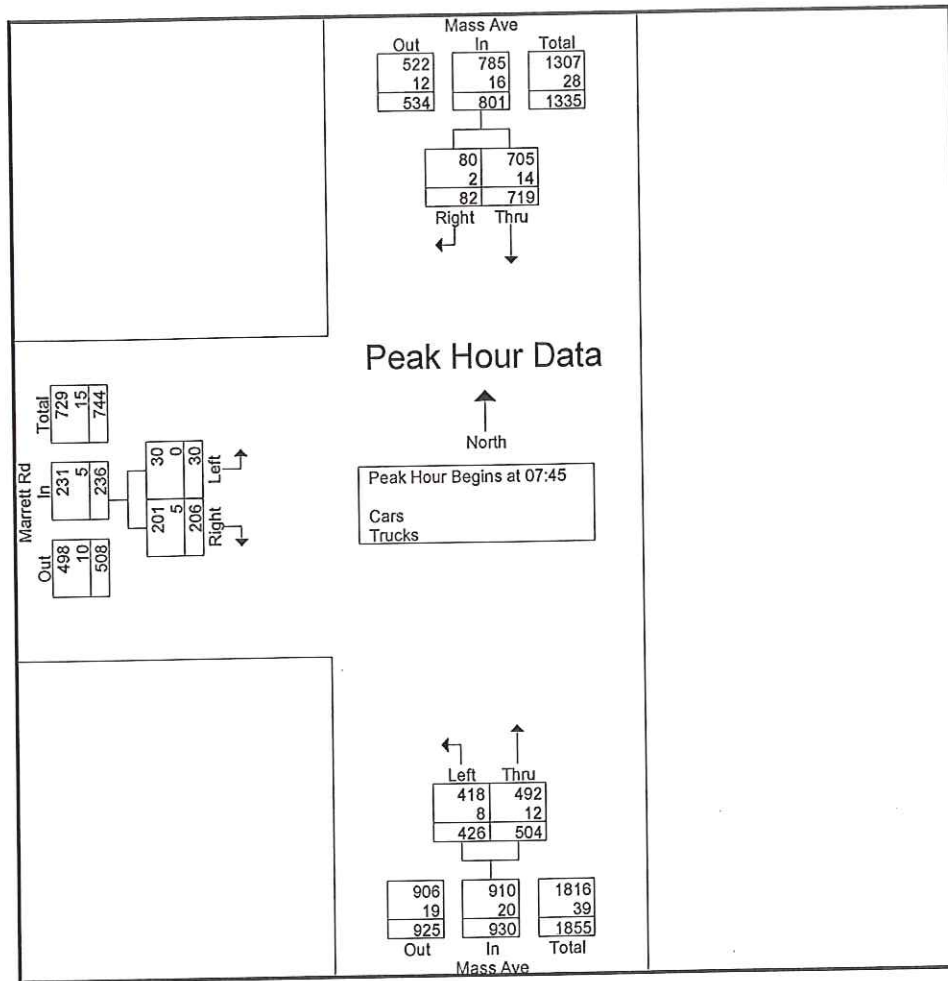 Mass Ave
Out In Total
522 785 1307
12 16 28
534 801 1335
80 705
2 14
82 719
Right Thru
Peak Hour Data
North
Peak Hour Begins at 07:45
Cars
Trucks
Marrett Rd
Out In Total
498 231 729
10 5 15
508 236 744
201 30
5 0
206 30
Right Left
Left Thru
418 492
8 12
426 504
906 910 1816
19 20 39
925 930 1855
Out In Total
Mass Ave